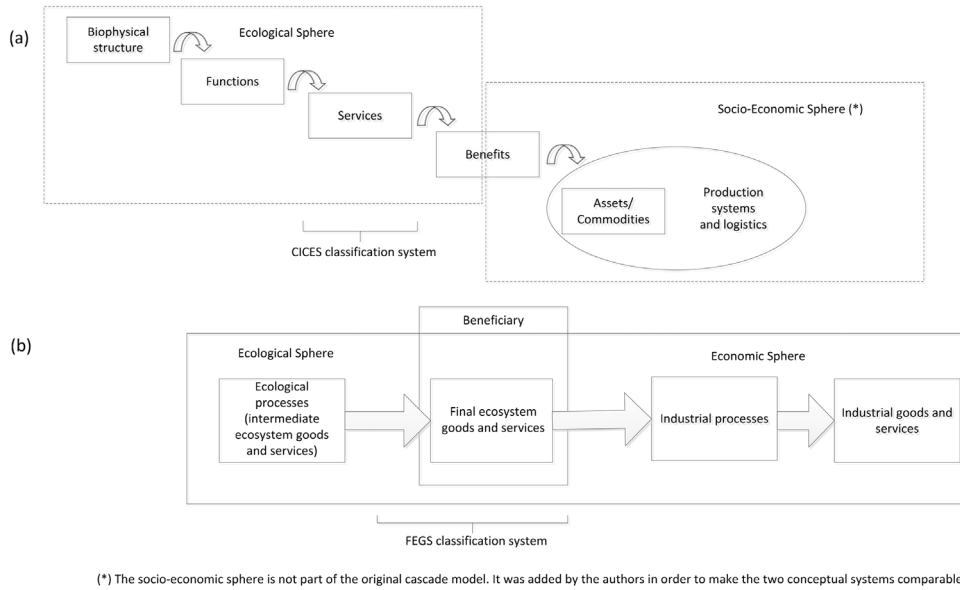 (a)
Biophysical
structure
Ecological Sphere
Functions
Services
Benefits
Socio-Economic Sphere (*)
Assets/
Commodities
Production
systems
and logistics
CICES classification system
(b)
Beneficiary
Ecological Sphere
Economic Sphere
Ecological
processes
(intermediate
ecosystem goods
and services)
Final ecosystem
goods and services
Industrial processes
Industrial goods and
services
FEGS classification system
(*) The socio-economic sphere is not part of the original cascade model. It was added by the authors in order to make the two conceptual systems comparable